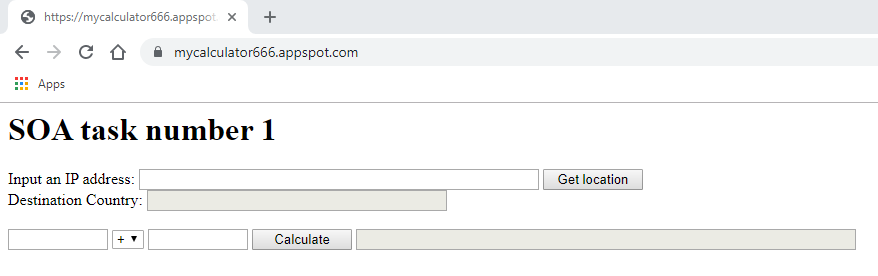 https://mycalculator666.appspot.
mycalculator666.appspot.com
Apps
SOA task number 1
Input an IP address: Get location
Destination Country:
+ Calculate